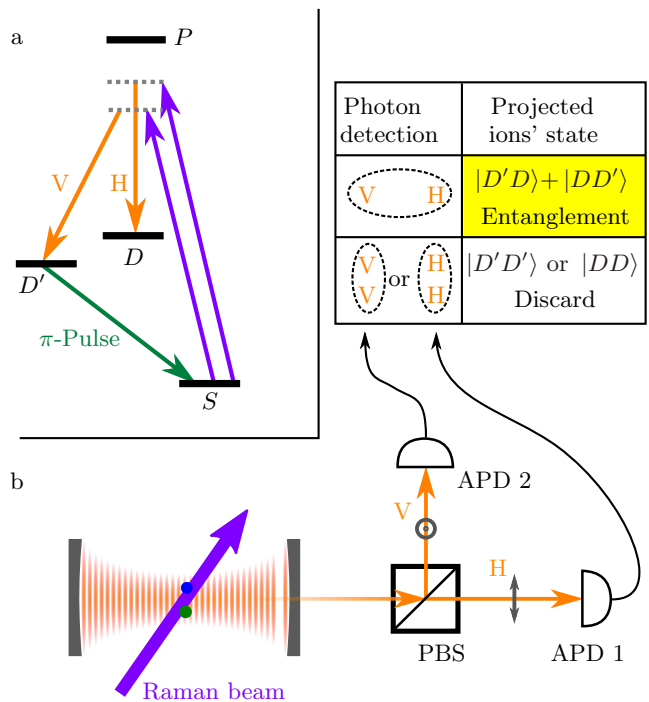 a
P
V
H
D
D′
π-Pulse
S
Photon
detection
Projected
ions' state
V H
|D′D⟩+|DD′⟩
Entanglement
V or H
V H
|D′D′⟩ or |DD⟩
Discard
b
APD 2
V
H
PBS
APD 1
Raman beam